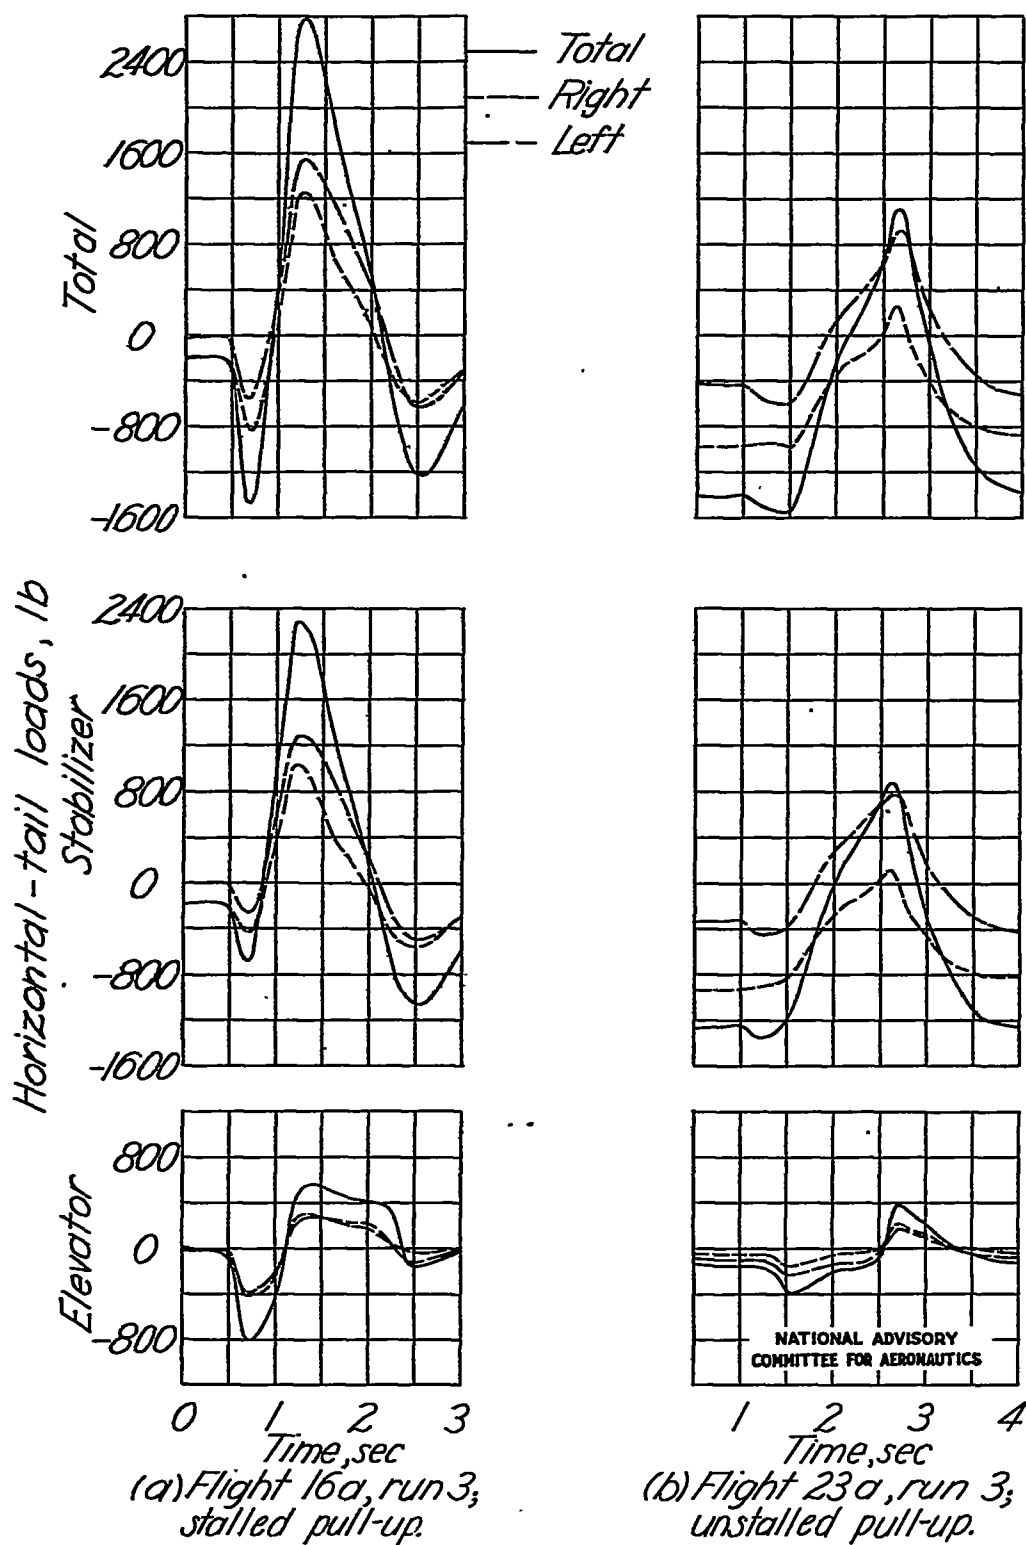 Total
Right
Left
Horizontal-tail loads, lb
Total
2400
1600
800
0
-800
-1600
Stabilizer
2400
1600
800
0
-800
-1600
Elevator
800
0
-800
NATIONAL ADVISORY
COMMITTEE FOR AERONAUTICS
0 1 2 3
Time, sec
(a) Flight 16a, run 3;
stalled pull-up.
1 2 3 4
Time, sec
(b) Flight 23a, run 3;
unstalled pull-up.